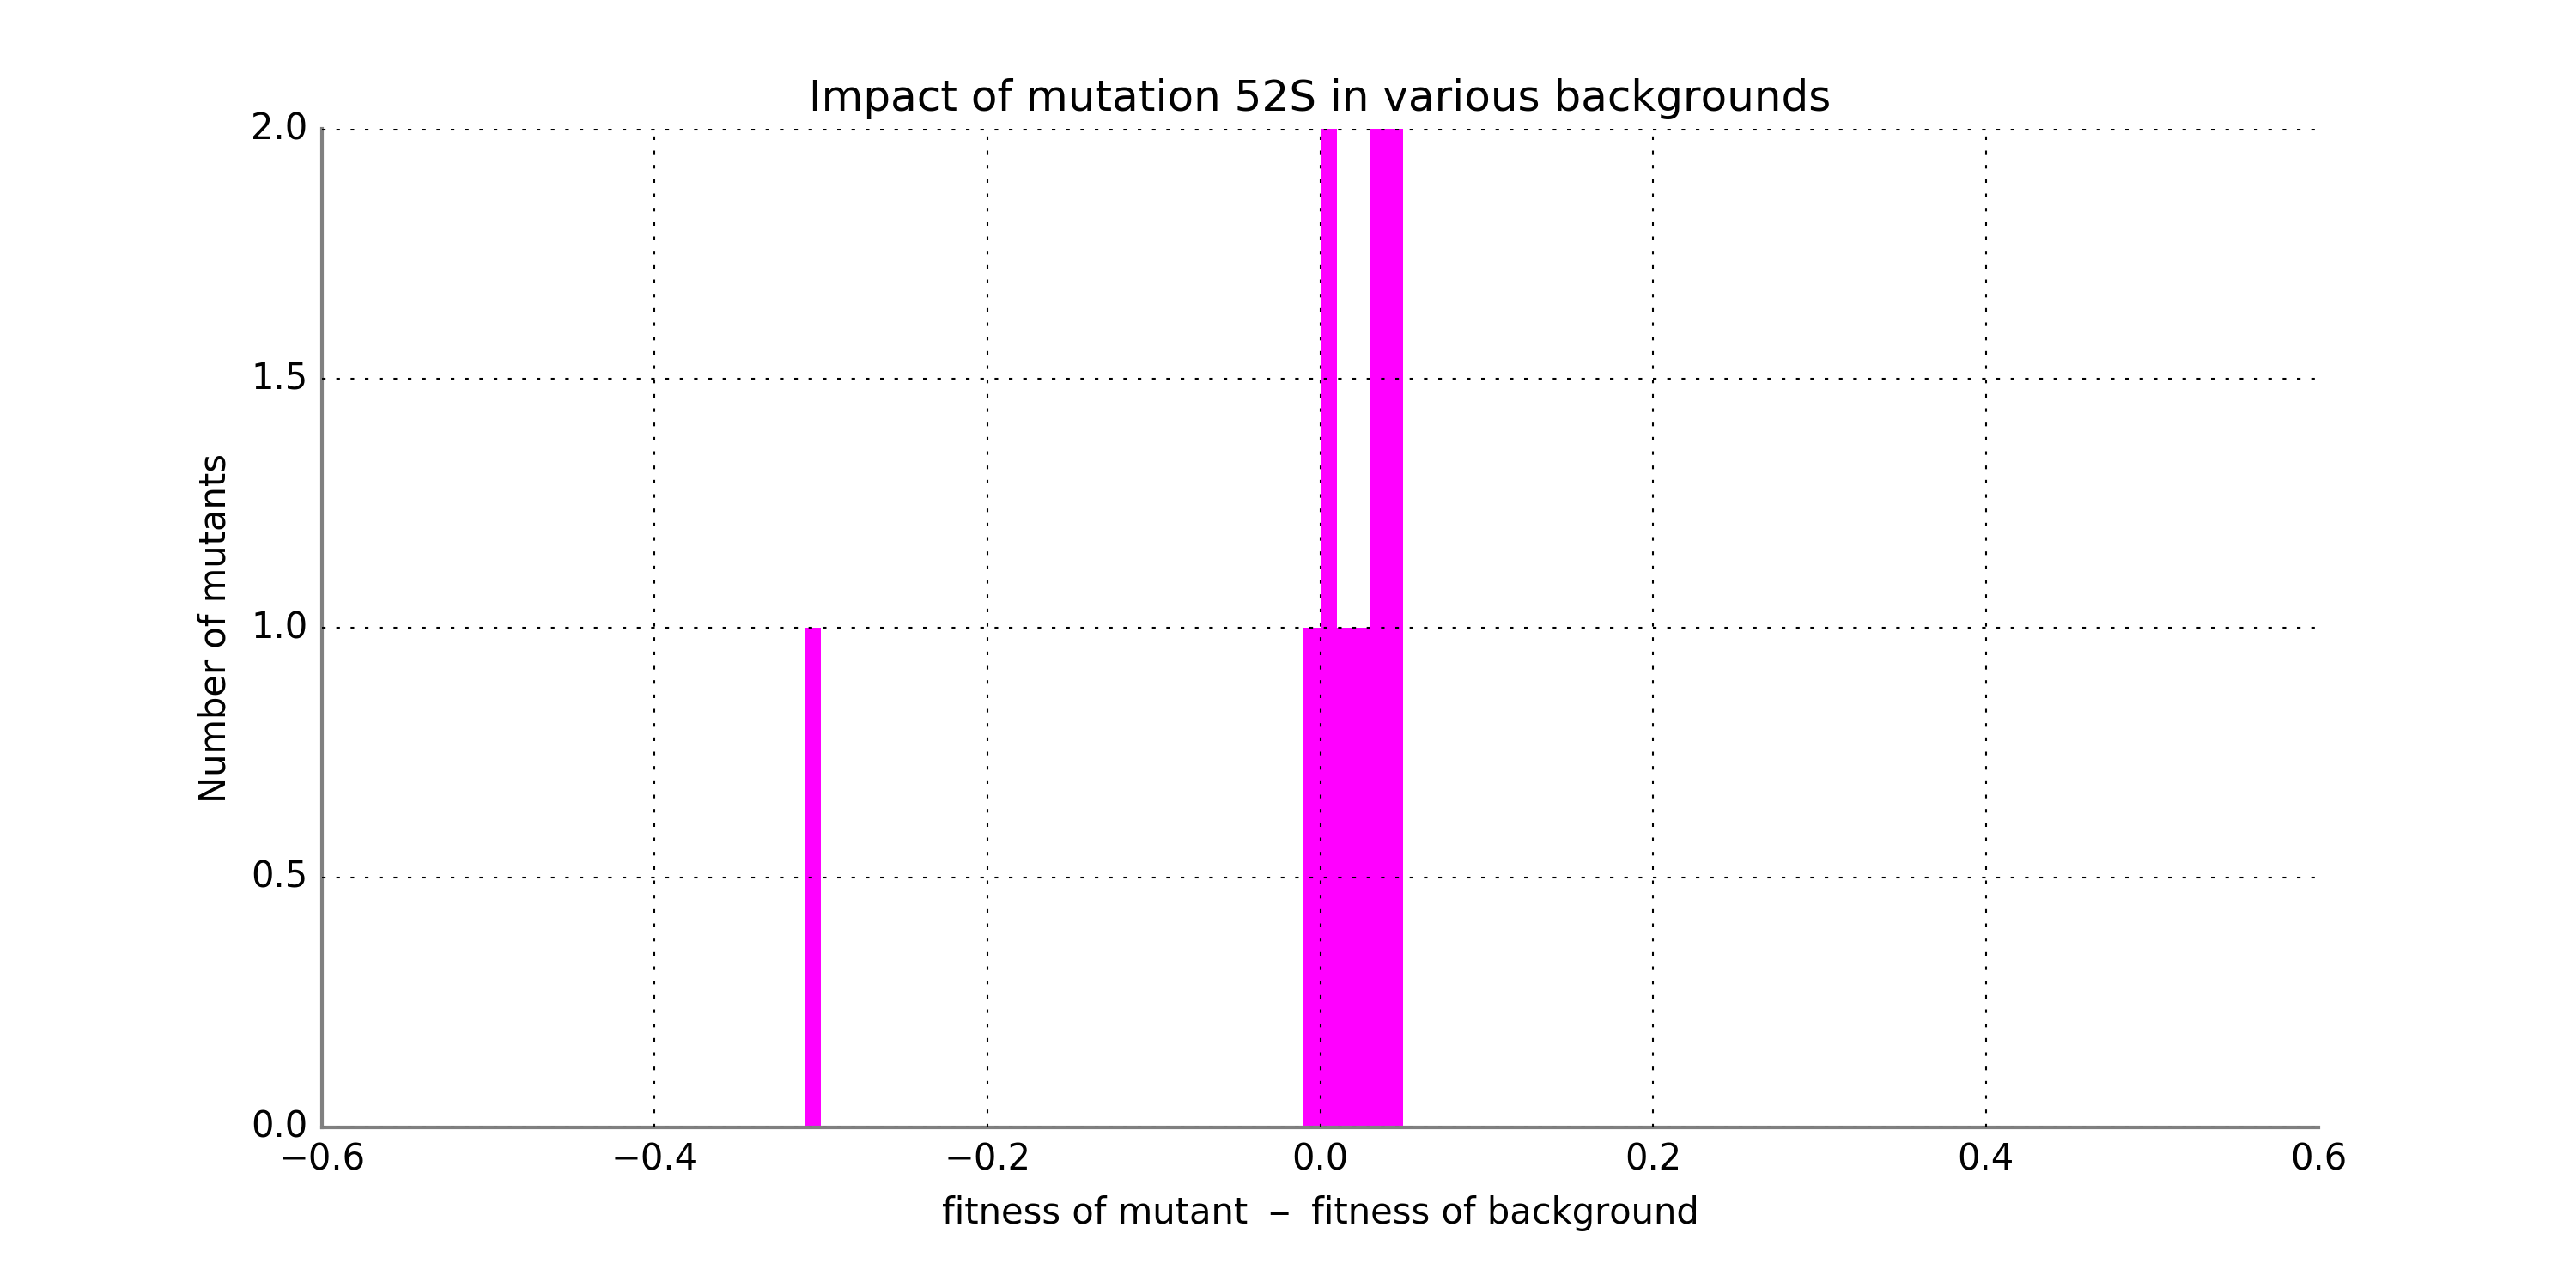 Impact of mutation 52S in various backgrounds
2.0
1.5
1.0
0.5
0.0
Number of mutants
−0.6 −0.4 −0.2 0.0 0.2 0.4 0.6
fitness of mutant − fitness of background